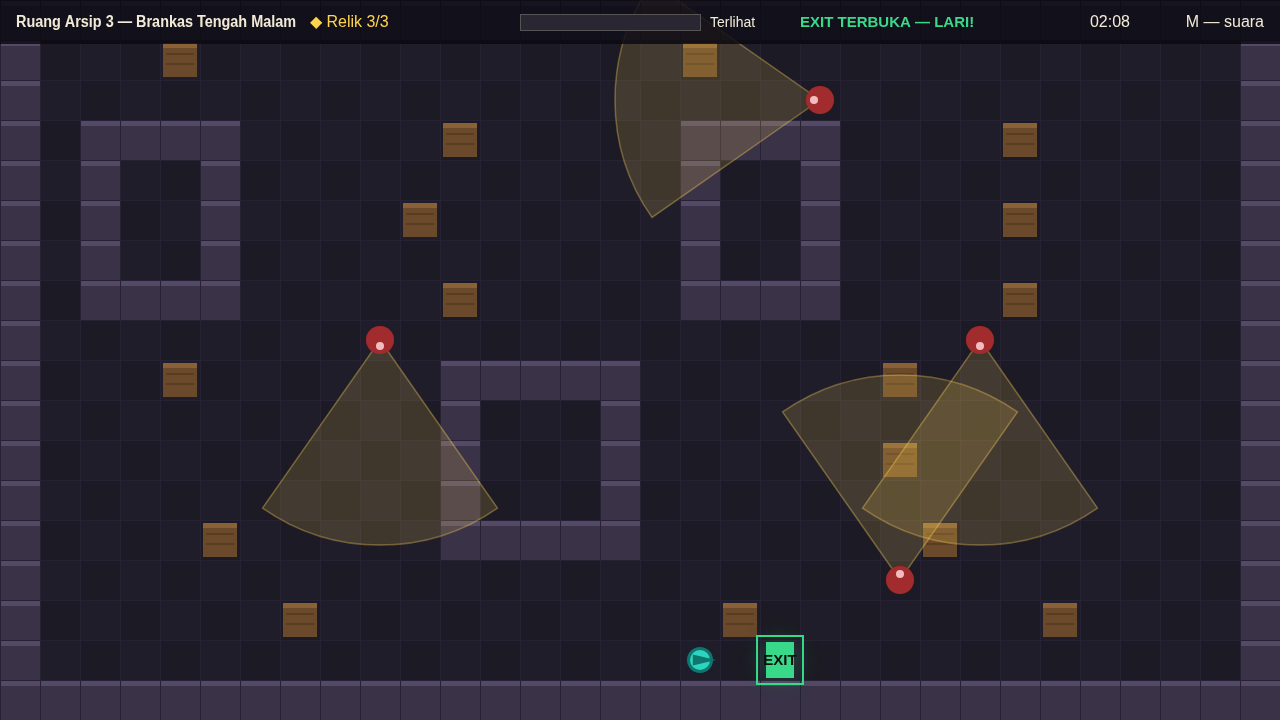 Ruang Arsip 3 — Brankas Tengah Malam ◆ Relik 3/3 Terlihat EXIT TERBUKA — LARI! 02:08 M — suara
EXIT